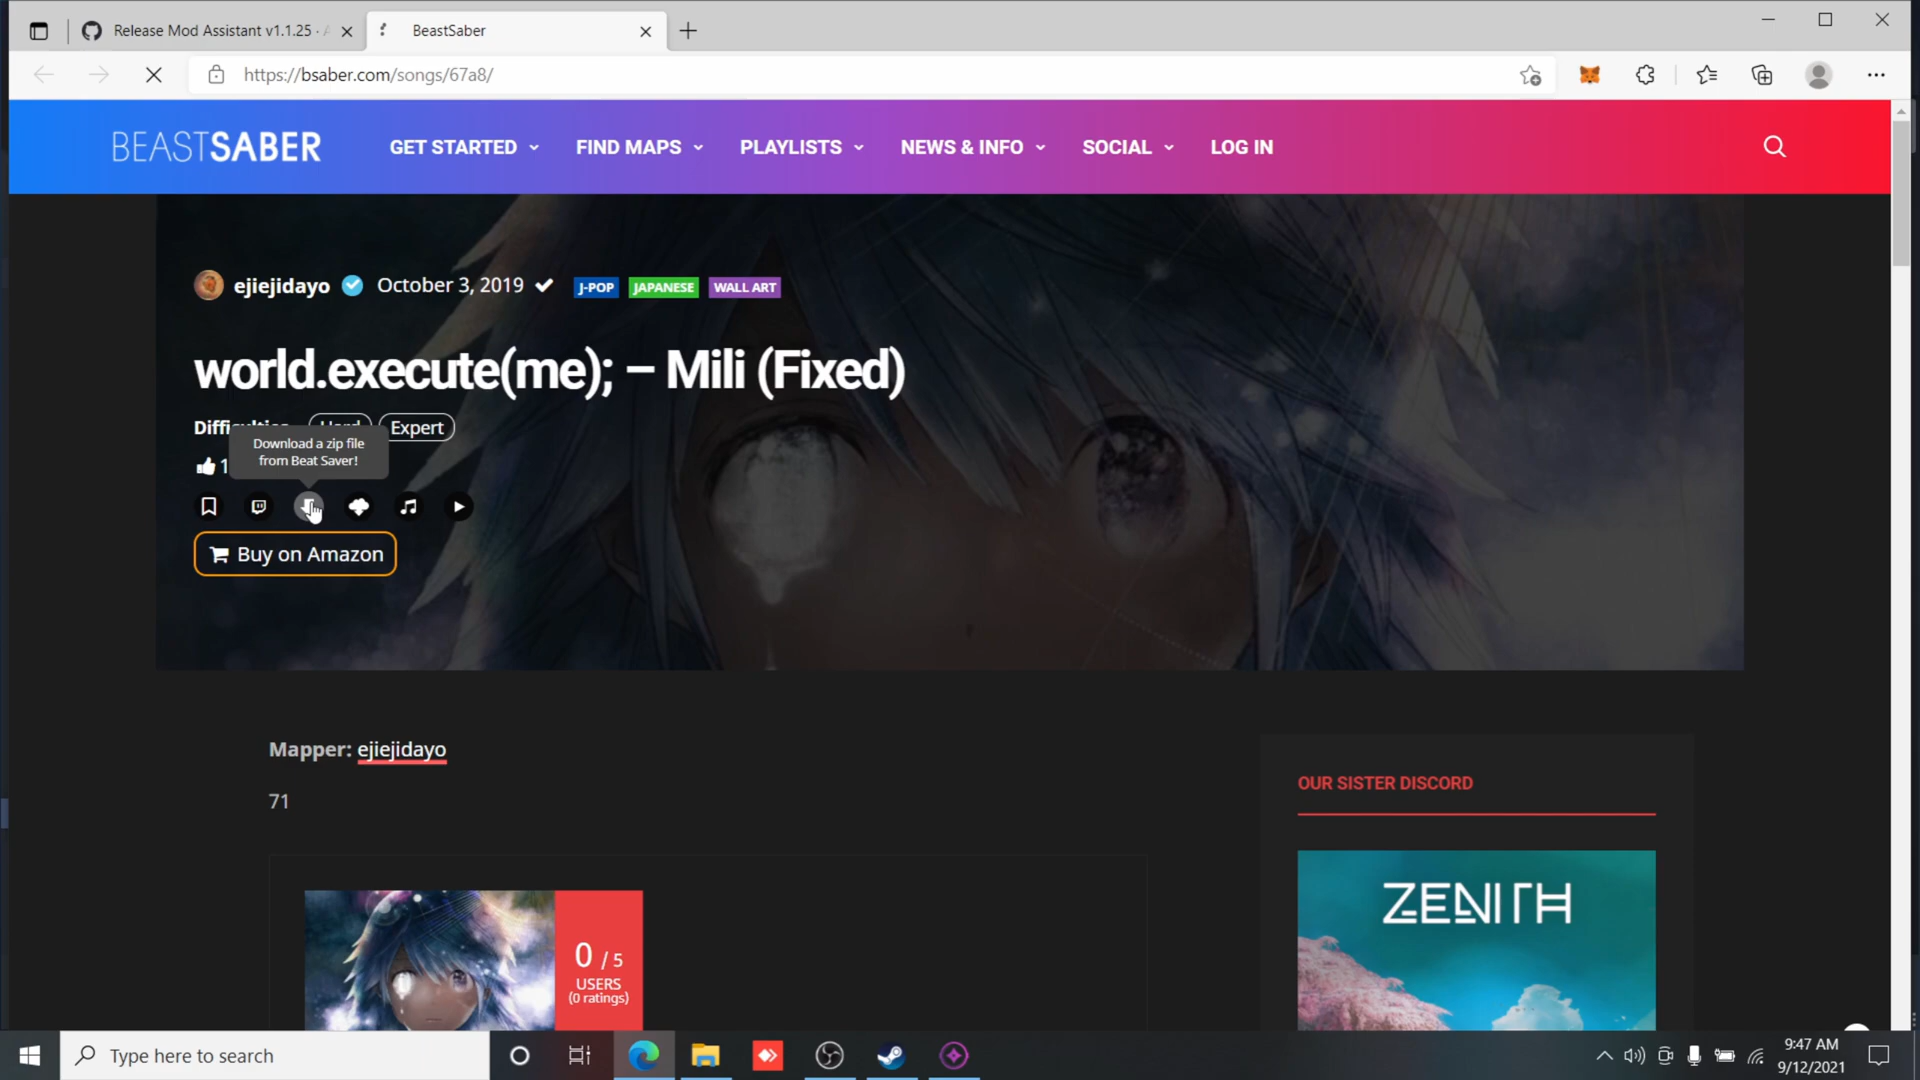 Release Mod Assistant v1.1.25 ·
BeastSaber
https://bsaber.com/songs/67a8/
BEASTSABER
GET STARTED
FIND MAPS
PLAYLISTS
NEWS & INFO
SOCIAL
LOG IN
ejiejidayo
October 3, 2019
J-POP
JAPANESE
WALL ART
world.execute(me); – Mili (Fixed)
Expert
Download a zip file
from Beat Saver!
1
Buy on Amazon
Mapper: ejiejidayo
71
OUR SISTER DISCORD
ZENITH
0 / 5
USERS
(0 ratings)
Type here to search
9:47 AM
9/12/2021